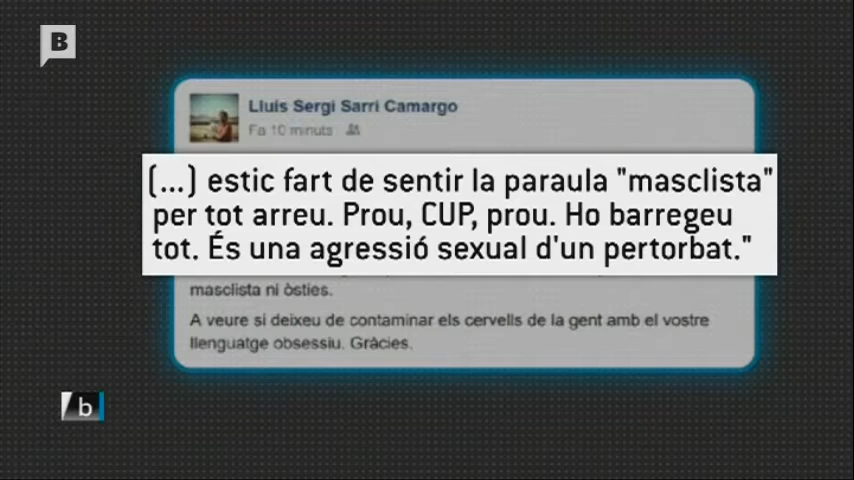 B
Lluís Sergi Sarri Camargo
Fa 10 minuts
(...) estic fart de sentir la paraula "masclista"
per tot arreu. Prou, CUP, prou. Ho barregeu
tot. És una agressió sexual d'un pertorbat."
masclista ni òsties.
A veure si deixeu de contaminar els cervells de la gent amb el vostre
llenguatge obsessiu. Gràcies.
b